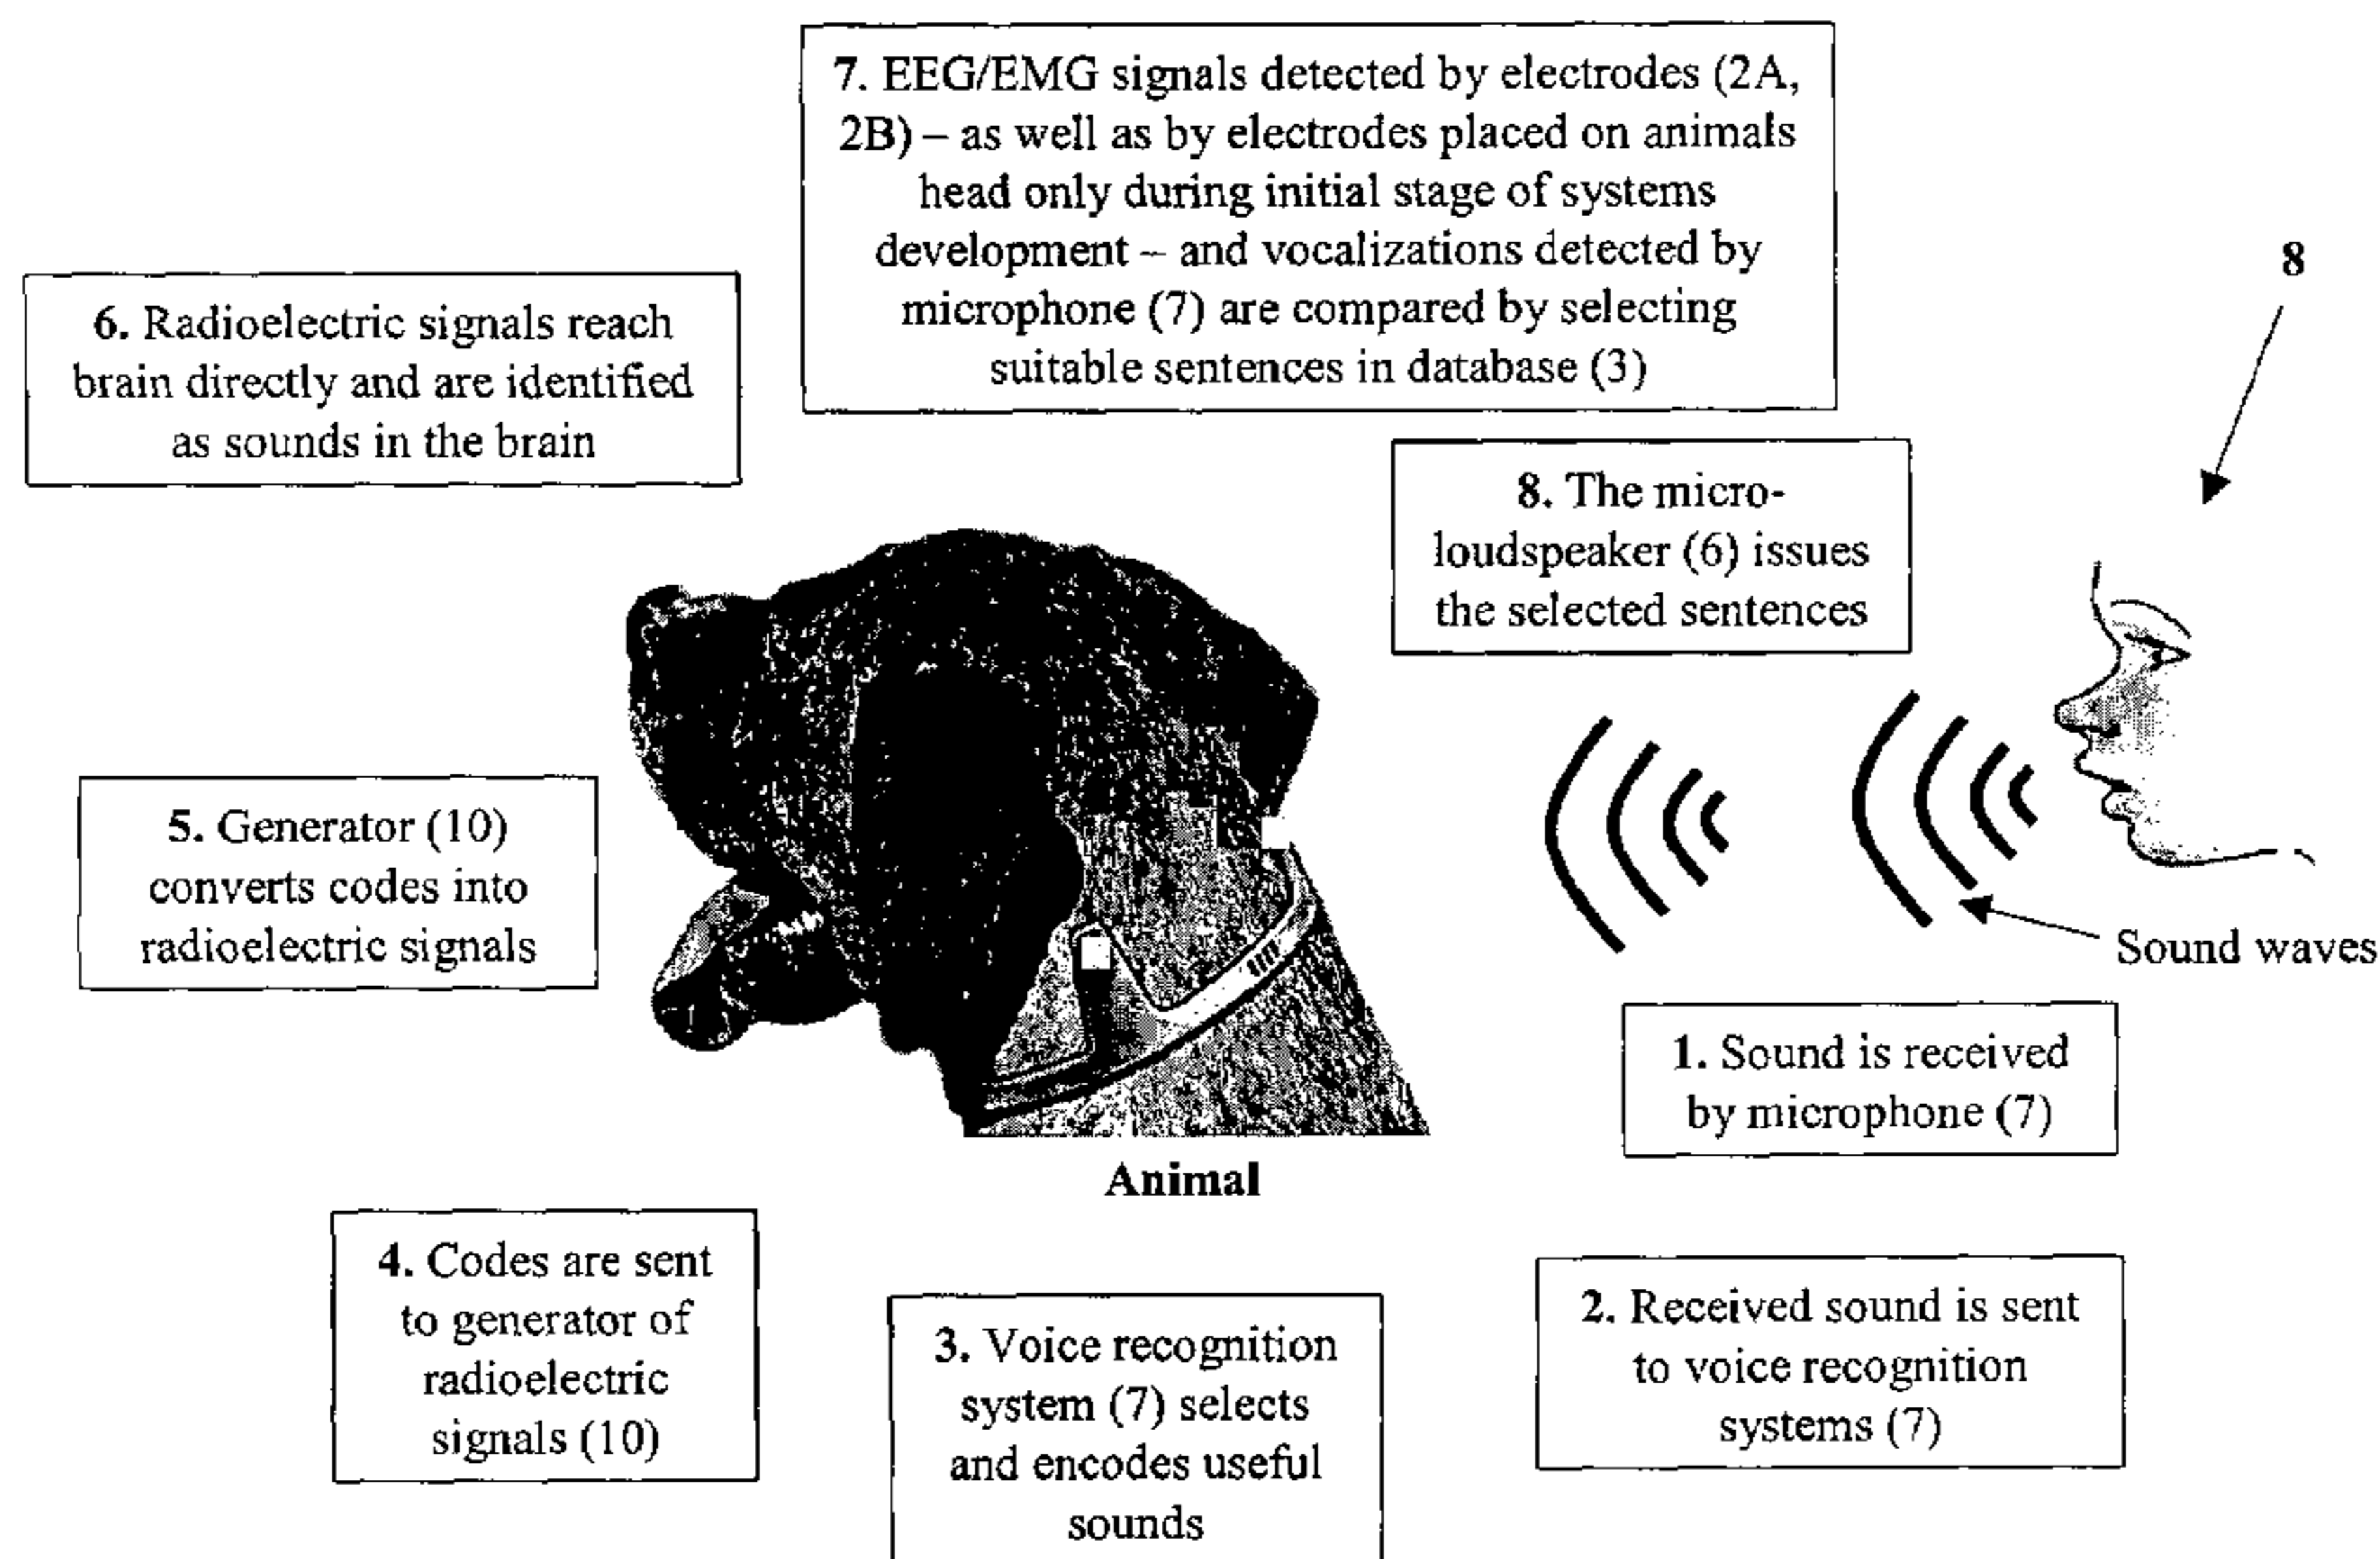 7. EEG/EMG signals detected by electrodes (2A,
2B) – as well as by electrodes placed on animals
head only during initial stage of systems
development – and vocalizations detected by
microphone (7) are compared by selecting
suitable sentences in database (3)
8
6. Radioelectric signals reach
brain directly and are identified
as sounds in the brain
8. The micro-
loudspeaker (6) issues
the selected sentences
5. Generator (10)
converts codes into
radioelectric signals
Sound waves
1. Sound is received
by microphone (7)
Animal
4. Codes are sent
to generator of
radioelectric
signals (10)
3. Voice recognition
system (7) selects
and encodes useful
sounds
2. Received sound is sent
to voice recognition
systems (7)